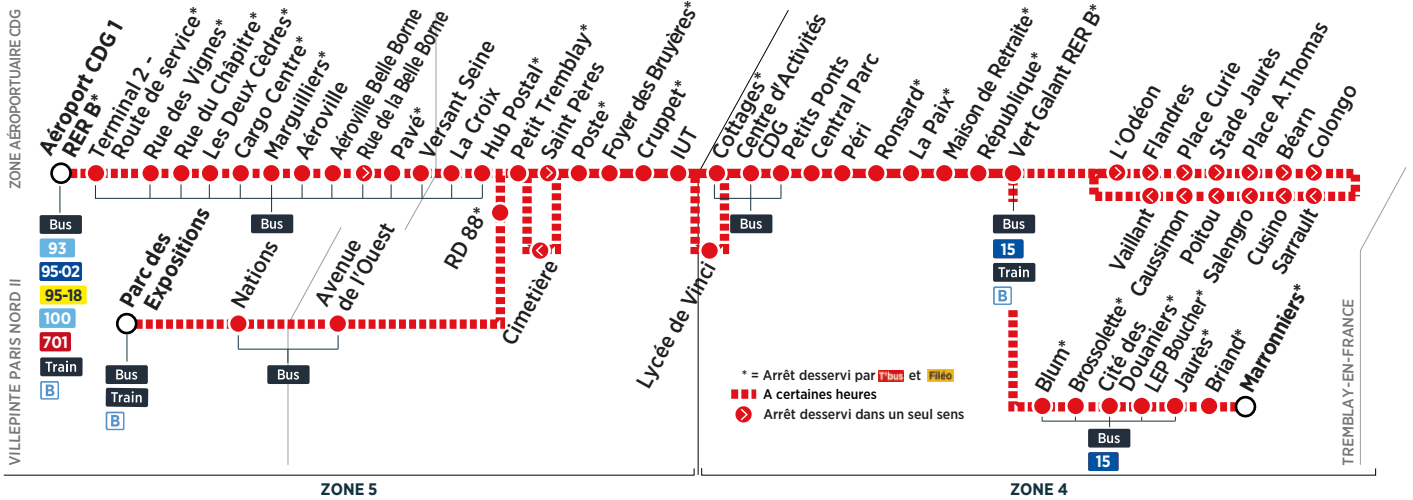 ZONE AÉROPORTUAIRE CDG
Aéroport CDG 1
RER B*
Terminal 2 -
Route de service*
Rue des Vignes*
Rue du Châpitre*
Les Deux Cèdres*
Cargo Centre*
Marguilliers*
Aéroville
Aéroville Belle Borne
Rue de la Belle Borne
Pavé*
Versant Seine
La Croix
Hub Postal*
Petit Tremblay*
Saint Pères
Poste*
Foyer des Bruyères*
Cruppet*
IUT
Cottages*
Centre d'Activités
CDG
Petits Ponts
Central Parc
Péri
Ronsard*
La Paix*
Maison de Retraite*
République*
Vert Galant RER B*
L'Odéon
Flandres
Place Curie
Stade Jaurès
Place A.Thomas
Béarn
Colongo
Bus
93
95•02
95-18
100
701
Train
B
Bus
Bus
Bus
15
Train
B
Vaillant
Caussimon
Poitou
Salengro
Cusino
Sarrault
VILLEPINTE PARIS NORD II
Parc des
Expositions
Nations
Avenue
de l'Ouest
RD 88*
Cimetière
Lycée de Vinci
Bus
Train
B
Bus
* = Arrêt desservi par T'bus et Filéo
A certaines heures
Arrêt desservi dans un seul sens
Blum*
Brossolette*
Cité des
Douaniers*
LEP Boucher*
Jaurès*
Briand*
Marronniers*
Bus
15
TREMBLAY-EN-FRANCE
ZONE 5
ZONE 4